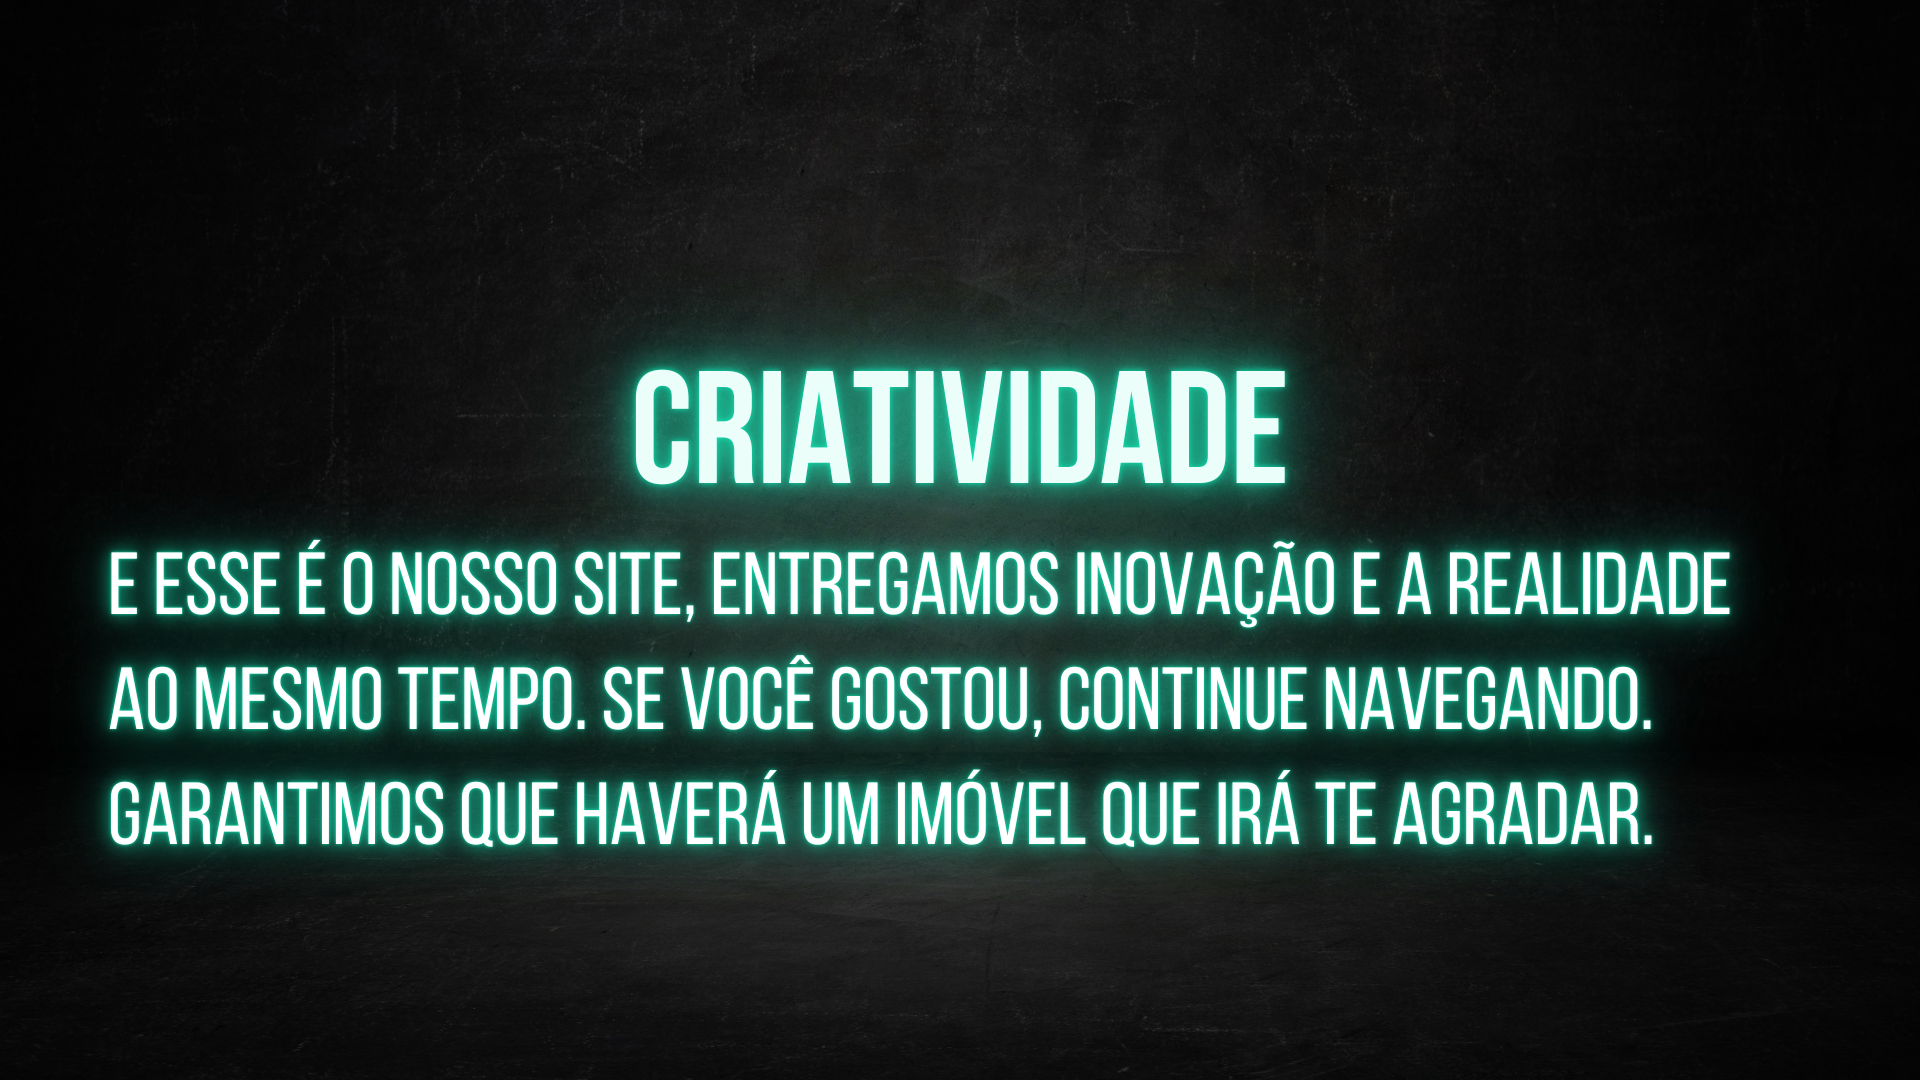 CRIATIVIDADE
E ESSE É O NOSSO SITE, ENTREGAMOS INOVAÇÃO E A REALIDADE
AO MESMO TEMPO. SE VOCÊ GOSTOU, CONTINUE NAVEGANDO.
GARANTIMOS QUE HAVERÁ UM IMÓVEL QUE IRÁ TE AGRADAR.